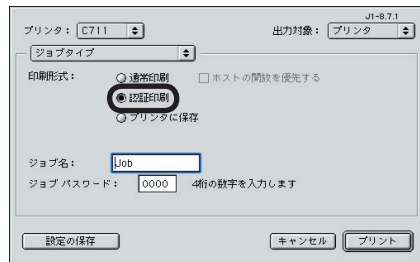 J1-8.7.1
プリンタ： C711 出力対象： プリンタ
ジョブタイプ
印刷形式： 通常印刷 ホストの開放を優先する
認証印刷
プリンタに保存
ジョブ名： Job
ジョブ パスワード： 0000 4桁の数字を入力します
設定の保存 キャンセル プリント